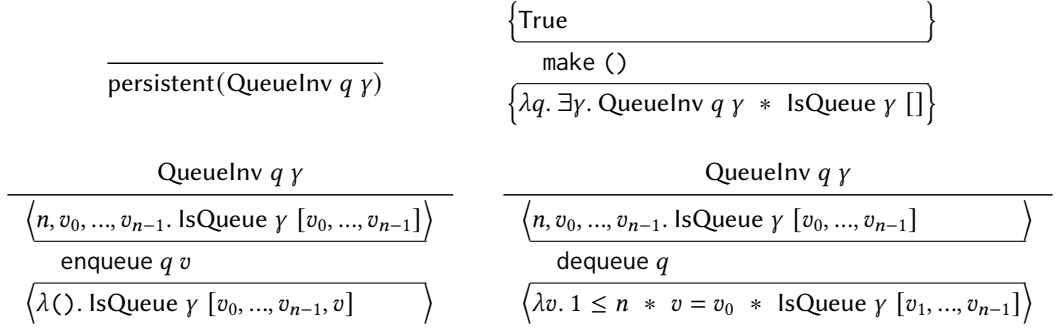 {True}
make ()
persistent(QueueInv q γ)
{λq. ∃γ. QueueInv q γ * IsQueue γ []}
QueueInv q γ
⟨n, v₀, ..., vₙ₋₁. IsQueue γ [v₀, ..., vₙ₋₁]⟩
enqueue q v
⟨λ(). IsQueue γ [v₀, ..., vₙ₋₁, v]⟩
QueueInv q γ
⟨n, v₀, ..., vₙ₋₁. IsQueue γ [v₀, ..., vₙ₋₁]⟩
dequeue q
⟨λv. 1 ≤ n * v = v₀ * IsQueue γ [v₁, ..., vₙ₋₁]⟩